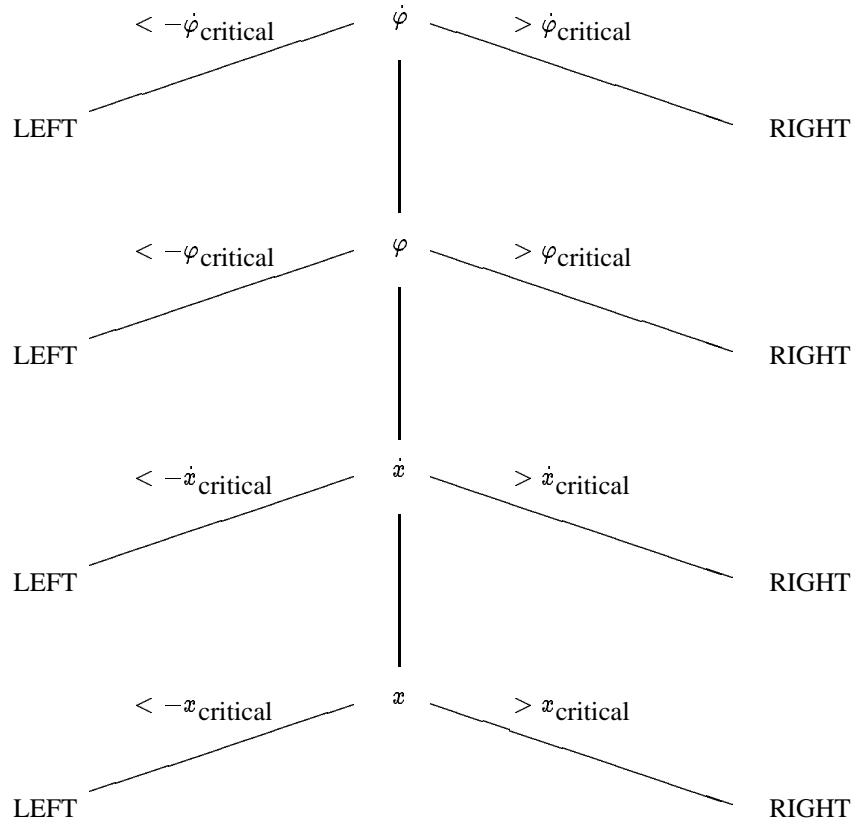 < −φ̇critical φ̇ > φ̇critical
LEFT RIGHT
< −φcritical φ > φcritical
LEFT RIGHT
< −ẋcritical ẋ > ẋcritical
LEFT RIGHT
< −xcritical x > xcritical
LEFT RIGHT